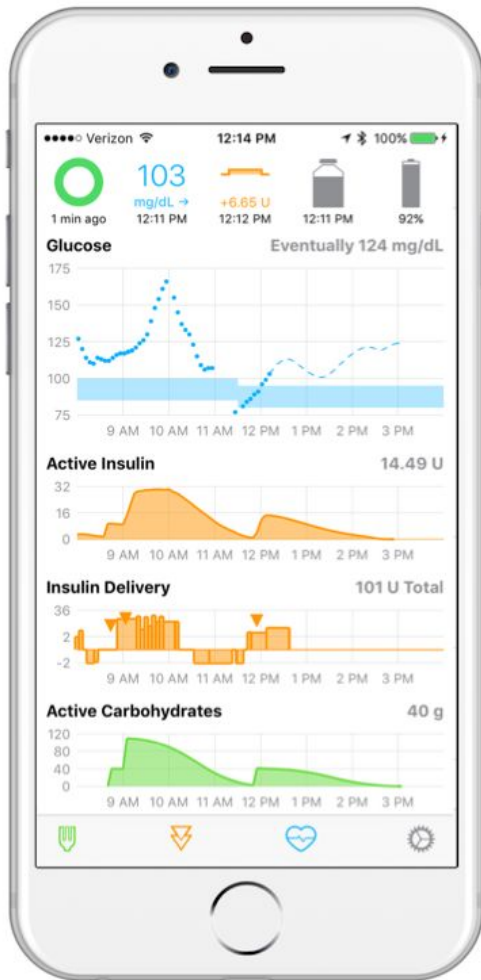 Verizon 12:14 PM 100%
103
mg/dL → +6.65 U
1 min ago 12:11 PM 12:12 PM 12:11 PM 92%
Glucose Eventually 124 mg/dL
175
150
125
100
75
9 AM 10 AM 11 AM 12 PM 1 PM 2 PM 3 PM
Active Insulin 14.49 U
32
16
0
9 AM 10 AM 11 AM 12 PM 1 PM 2 PM 3 PM
Insulin Delivery 101 U Total
36
2
-2
9 AM 10 AM 11 AM 12 PM 1 PM 2 PM 3 PM
Active Carbohydrates 40 g
120
80
40
0
9 AM 10 AM 11 AM 12 PM 1 PM 2 PM 3 PM